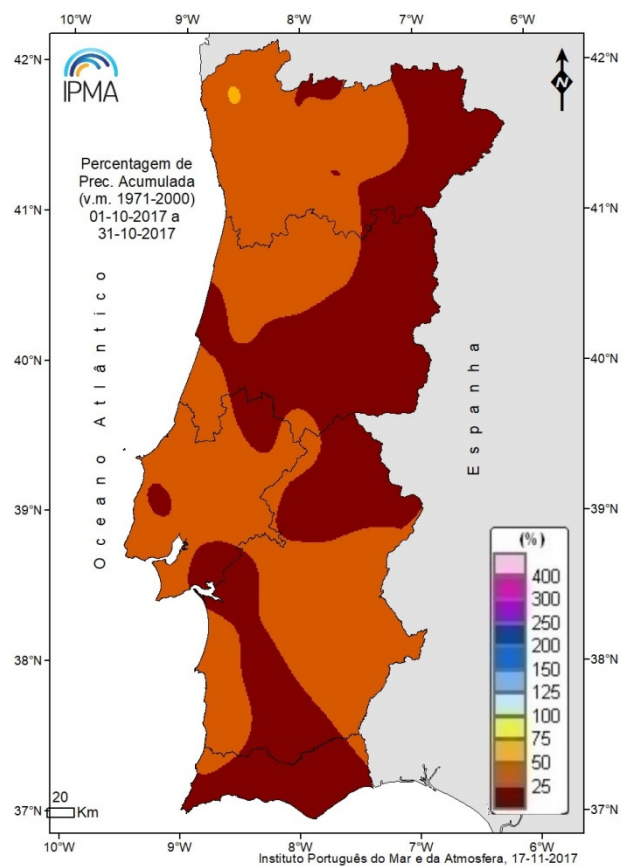 10°W 9°W 8°W 7°W 6°W
42°N 42°N
IPMA
N
Percentagem de
Prec. Acumulada
(v.m. 1971-2000)
01-10-2017 a
31-10-2017
41°N 41°N
Oceano Atlântico
Espanha
40°N 40°N
39°N 39°N
(%)
400
300
250
200
150
125
100
75
50
25
38°N 38°N
37°N 37°N
20
Km
10°W 9°W 8°W 7°W 6°W
Instituto Português do Mar e da Atmosfera, 17-11-2017